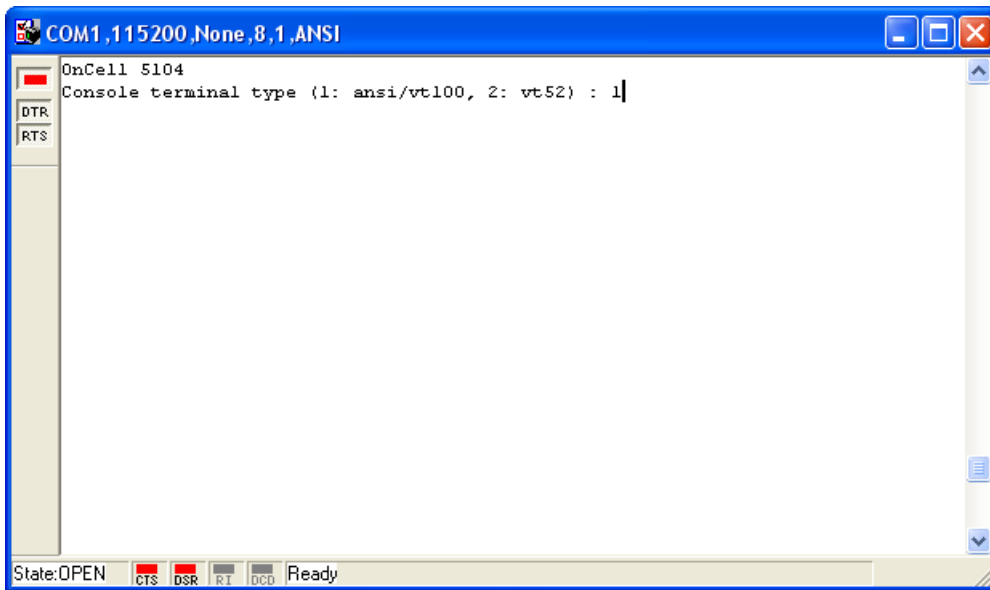 COM1,115200,None,8,1,ANSI
OnCell 5104
Console terminal type (1: ansi/vt100, 2: vt52) : 1
DTR
RTS
State:OPEN CTS DSR RI DCD Ready